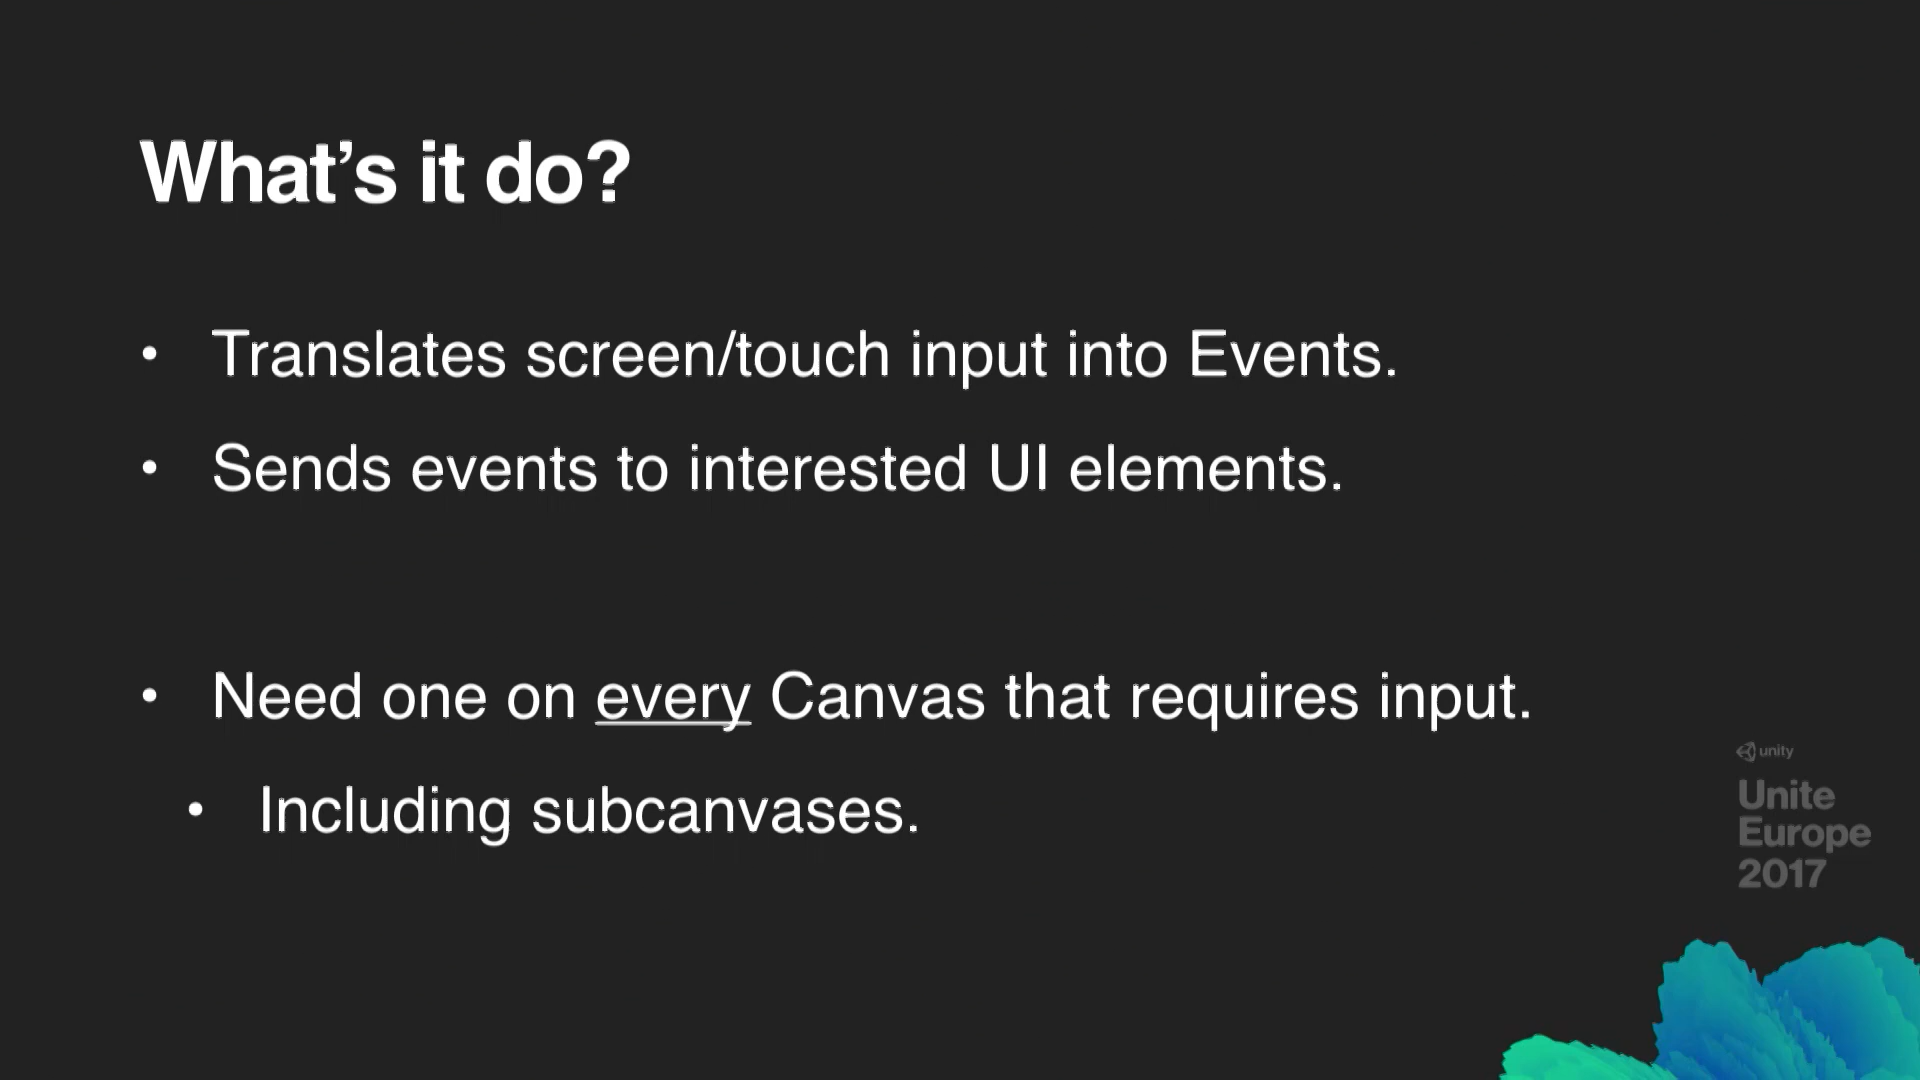 What’s it do?
• Translates screen/touch input into Events.
• Sends events to interested UI elements.
• Need one on every Canvas that requires input.
• Including subcanvases.
unity
Unite
Europe
2017